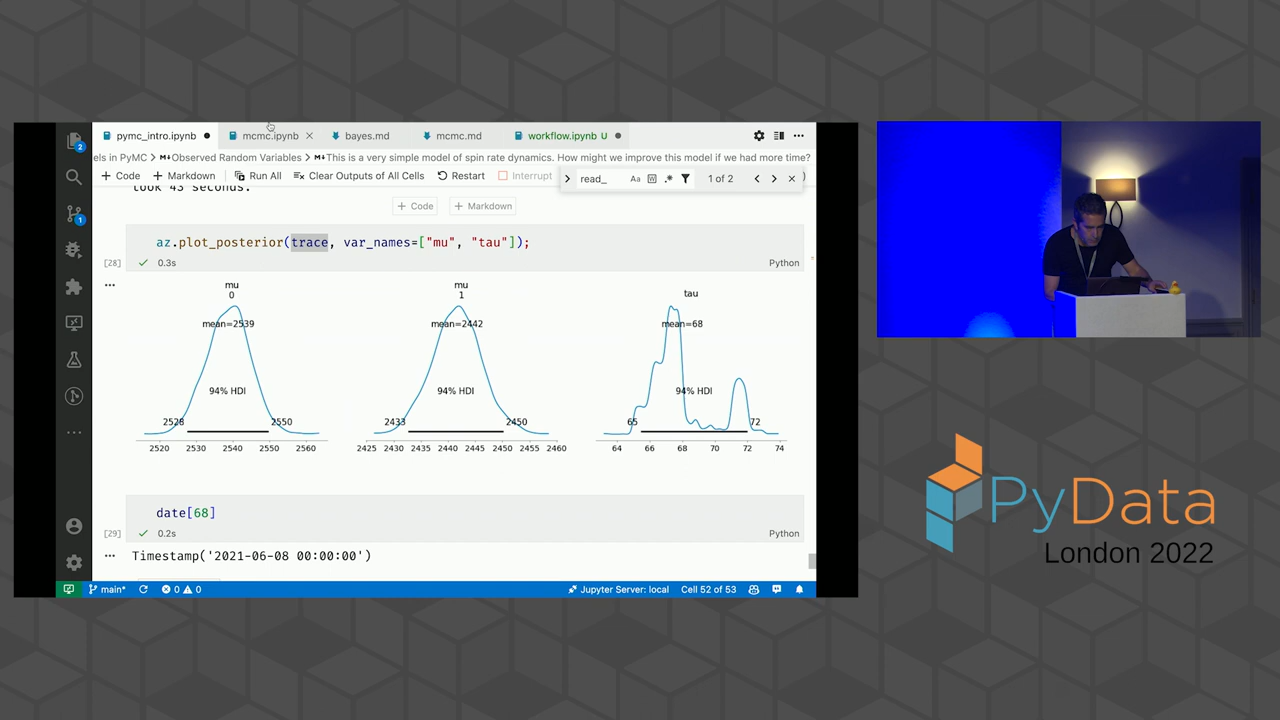 pymc_intro.ipynb
mcmc.ipynb
bayes.md
mcmc.md
workflow.ipynb U
els in PyMC > M↓Observed Random Variables > M↓This is a very simple model of spin rate dynamics. How might we improve this model if we had more time?
+ Code + Markdown Run All Clear Outputs of All Cells Restart Interrupt
read_ Aa 1 of 2
took 43 seconds.
+ Code + Markdown
az.plot_posterior(trace, var_names=["mu", "tau"]);
[28] 0.3s Python
mu
0
mean=2539
94% HDI
2528 2550
2520 2530 2540 2550 2560
mu
1
mean=2442
94% HDI
2433 2450
2425 2430 2435 2440 2445 2450 2455 2460
tau
mean=68
94% HDI
65 72
64 66 68 70 72 74
date[68]
[29] 0.2s Python
Timestamp('2021-06-08 00:00:00')
2
1
main* 0 0 Jupyter Server: local Cell 52 of 53
PyData
London 2022